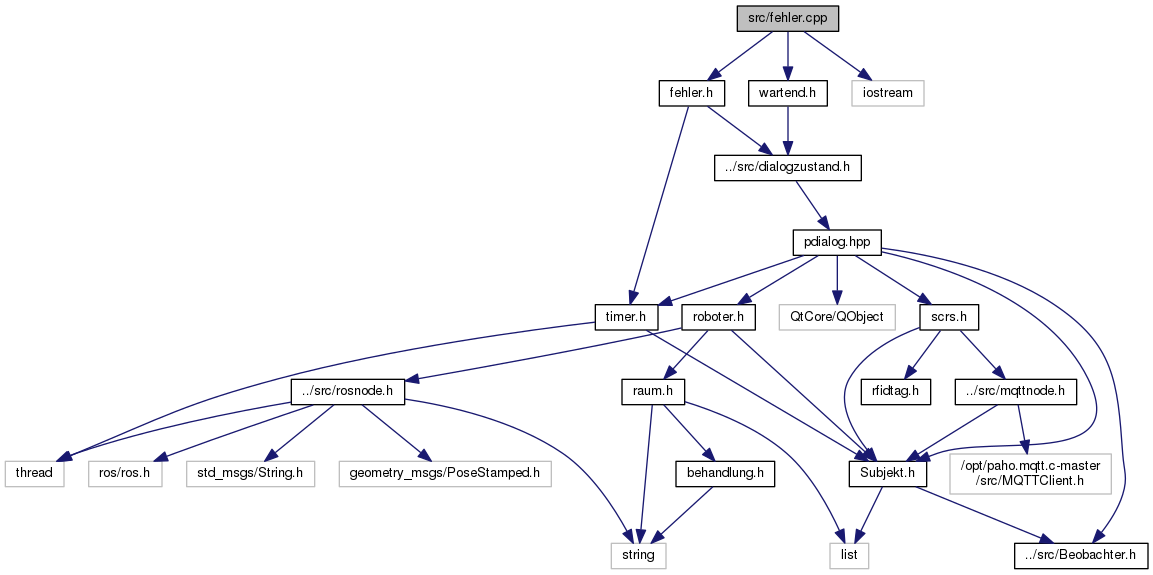 src/fehler.cpp
fehler.h
wartend.h
iostream
../src/dialogzustand.h
pdialog.hpp
timer.h
roboter.h
QtCore/QObject
scrs.h
../src/rosnode.h
raum.h
rfidtag.h
../src/mqttnode.h
thread
ros/ros.h
std_msgs/String.h
geometry_msgs/PoseStamped.h
behandlung.h
Subjekt.h
/opt/paho.mqtt.c-master
/src/MQTTClient.h
string
list
../src/Beobachter.h